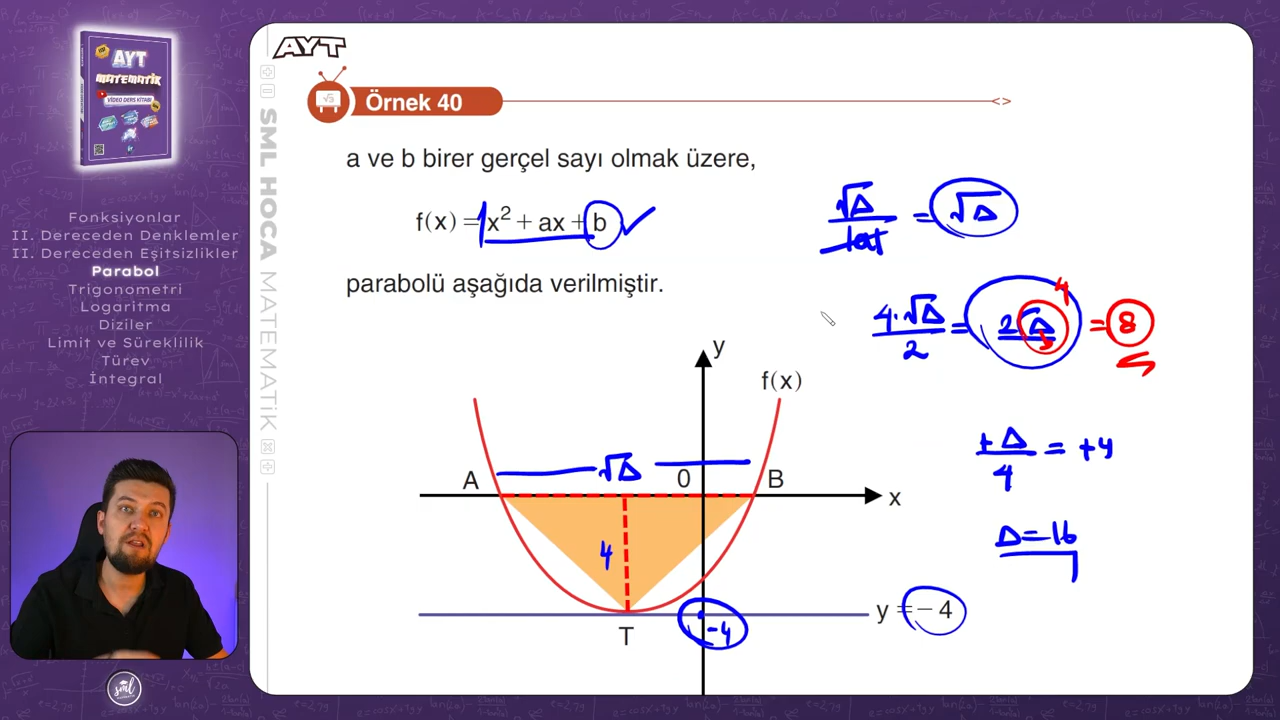 AYT
MATEMATİK
VİDEO DERS KİTABI
Fonksiyonlar
II. Dereceden Denklemler
II. Dereceden Eşitsizlikler
Parabol
Trigonometri
Logaritma
Diziler
Limit ve Süreklilik
Türev
İntegral
sml
SML HOCA MATEMATİK
AYT
Örnek 40
<>
a ve b birer gerçel sayı olmak üzere,
f(x) = x² + ax + b
parabolü aşağıda verilmiştir.
√Δ / |a| = √Δ
4·√Δ / 2 = 2√Δ = 8
4
+Δ / 4 = +4
Δ = 16
y
f(x)
A √Δ 0 B
x
4
y = −4
−4
T